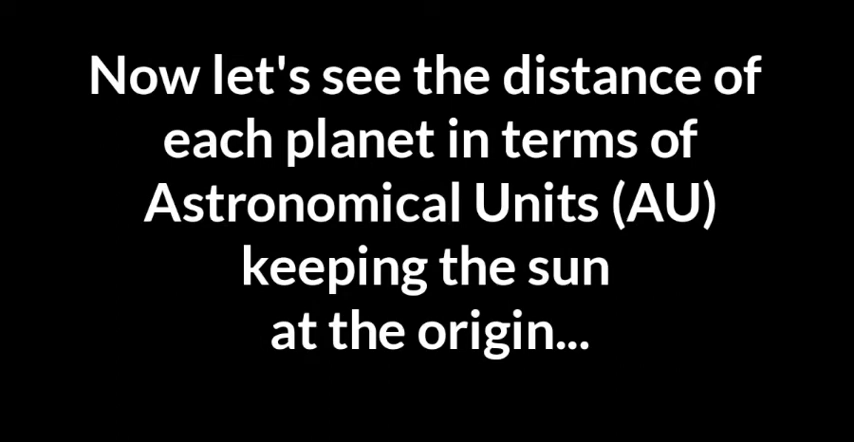 Now let's see the distance of
each planet in terms of
Astronomical Units (AU)
keeping the sun
at the origin...